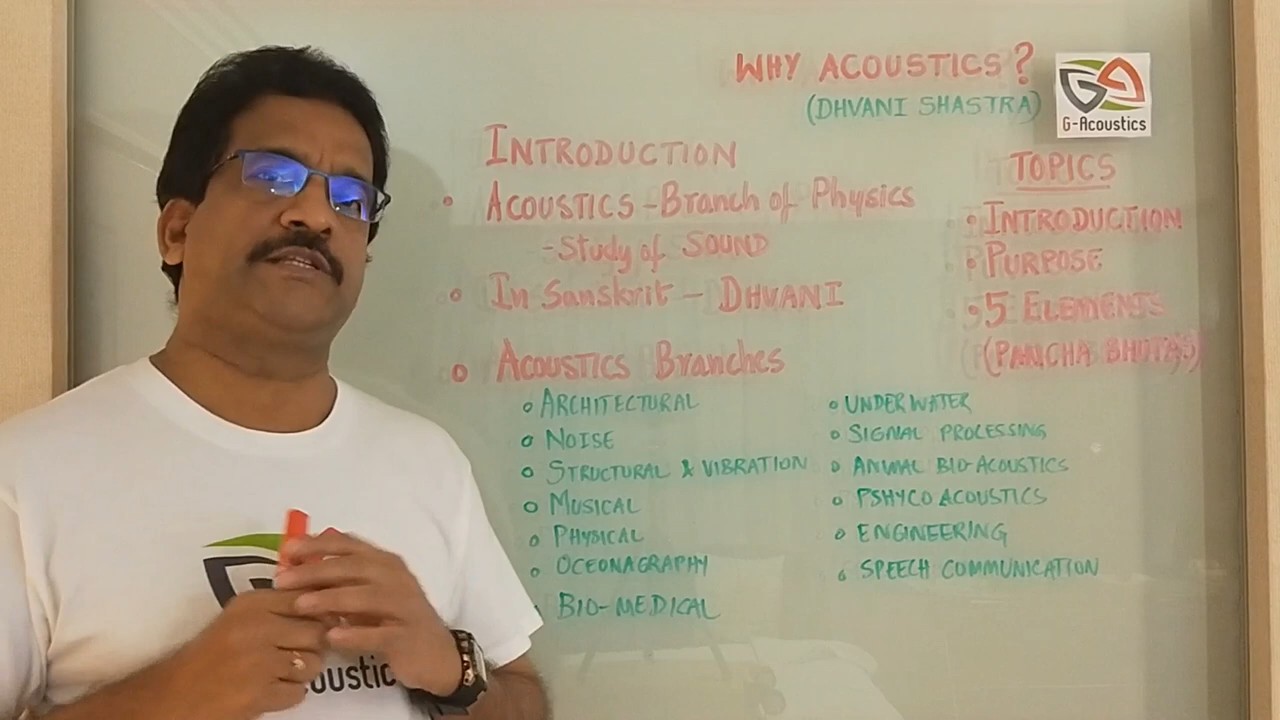 WHY ACOUSTICS?
(DHVANI SHASTRA)
G-Acoustics
INTRODUCTION
• ACOUSTICS - Branch of Physics
- Study of SOUND
• In Sanskrit - DHVANI
• Acoustics Branches
• ARCHITECTURAL
• NOISE
• STRUCTURAL & VIBRATION
• MUSICAL
• PHYSICAL
• OCEONAGRAPHY
• BIO-MEDICAL
• UNDERWATER
• SIGNAL PROCESSING
• ANIMAL BIO-ACOUSTICS
• PSHYCO ACOUSTICS
• ENGINEERING
• SPEECH COMMUNICATION
TOPICS
• INTRODUCTION
• PURPOSE
• 5 ELEMENTS
(PANCHA BHUTAS)
oustic